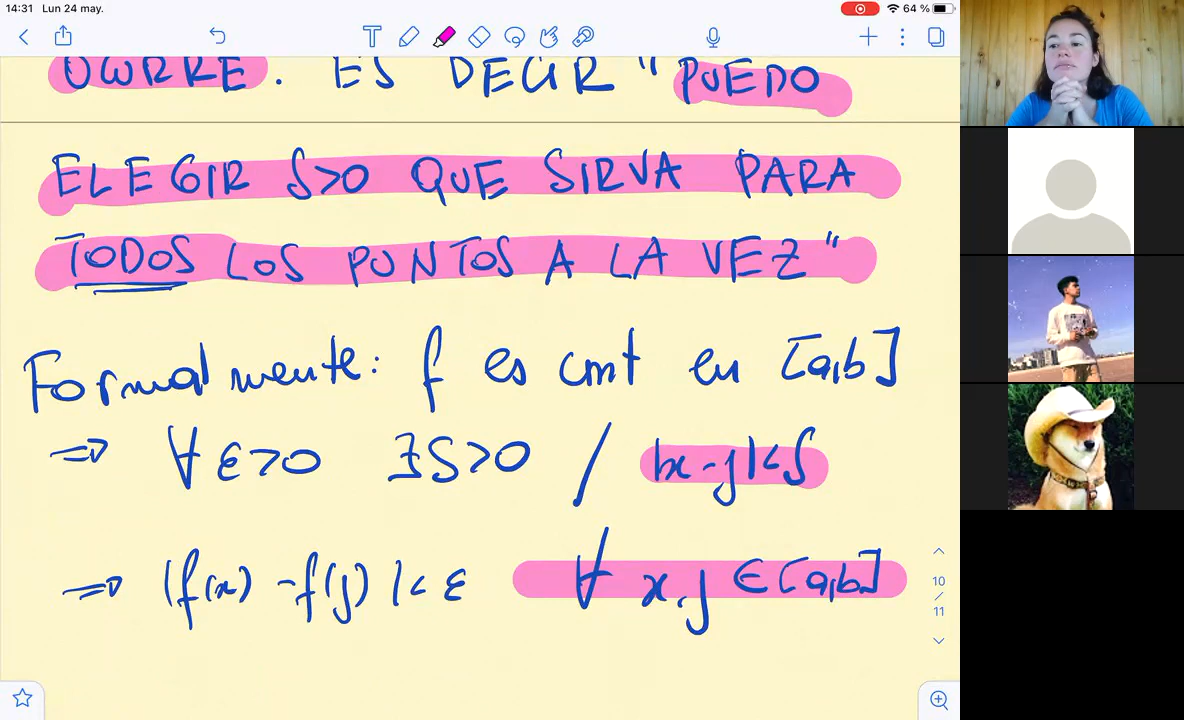 14:31 Lun 24 may.
64 %
OCURRE. ES DECIR "PUEDO
ELEGIR δ>0 QUE SIRVA PARA
TODOS LOS PUNTOS A LA VEZ"
Formalmente: f es cont en [a,b]
⇒ ∀ ε>0 ∃ δ>0 / |x-y|<δ
⇒ |f(x) - f(y)| < ε ∀ x,y ∈ [a,b]
10
/
11